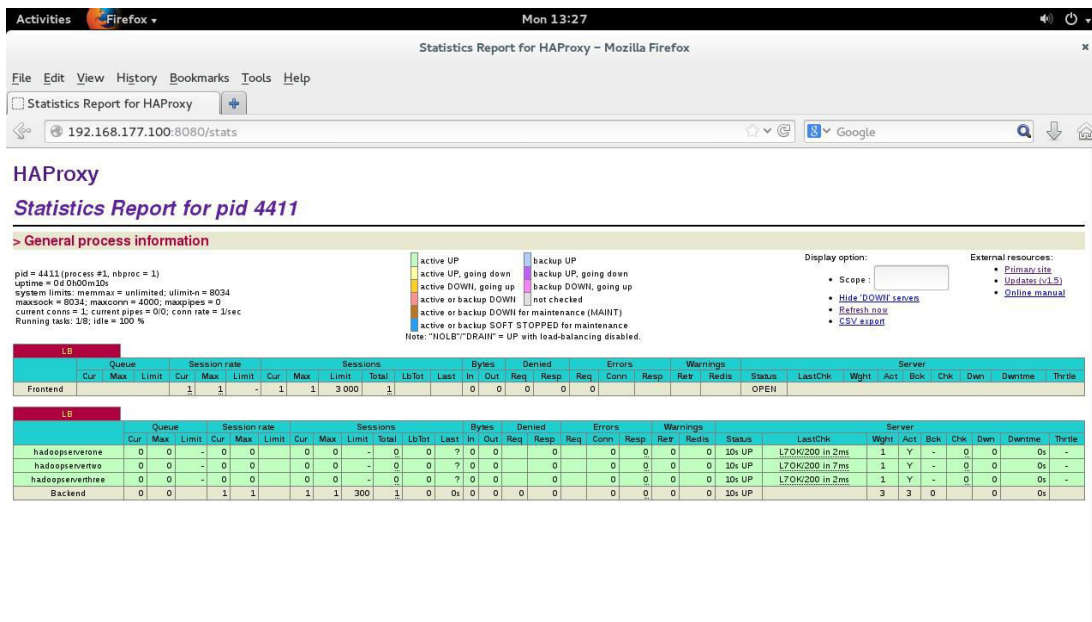 Activities Firefox Mon 13:27
Statistics Report for HAProxy – Mozilla Firefox
File Edit View History Bookmarks Tools Help
Statistics Report for HAProxy
192.168.177.100:8080/stats Google
HAProxy
Statistics Report for pid 4411
> General process information
pid = 4411 (process #1, nbproc = 1)
uptime = 0d 0h00m10s
system limits: memmax = unlimited; ulimit-n = 8034
maxsock = 8034; maxconn = 4000; maxpipes = 0
current conns = 1; current pipes = 0/0; conn rate = 1/sec
Running tasks: 1/8; idle = 100 %
active UP backup UP
active UP, going down backup UP, going down
active DOWN, going up backup DOWN, going up
active or backup DOWN not checked
active or backup DOWN for maintenance (MAINT)
active or backup SOFT STOPPED for maintenance
Note: "NOLB"/"DRAIN" = UP with load-balancing disabled.
Display option:
• Scope :
• Hide 'DOWN' servers
• Refresh now
• CSV export
External resources:
• Primary site
• Updates (v1.5)
• Online manual
LB
Queue Session rate Sessions Bytes Denied Errors Warnings Server
Cur Max Limit Cur Max Limit Cur Max Limit Total LbTot Last In Out Req Resp Req Conn Resp Retr Redis Status LastChk Wght Act Bck Chk Dwn Dwntme Thrtle
Frontend 1 1 - 1 1 3 000 1 0 0 0 0 0 OPEN
LB
Queue Session rate Sessions Bytes Denied Errors Warnings Server
Cur Max Limit Cur Max Limit Cur Max Limit Total LbTot Last In Out Req Resp Req Conn Resp Retr Redis Status LastChk Wght Act Bck Chk Dwn Dwntme Thrtle
hadoopserverone 0 0 - 0 0 0 0 - 0 0 ? 0 0 0 0 0 0 0 10s UP L7OK/200 in 2ms 1 Y - 0 0 0s -
hadoopservertwo 0 0 - 0 0 0 0 - 0 0 ? 0 0 0 0 0 0 0 10s UP L7OK/200 in 7ms 1 Y - 0 0 0s -
hadoopserverthree 0 0 - 0 0 0 0 - 0 0 ? 0 0 0 0 0 0 0 10s UP L7OK/200 in 2ms 1 Y - 0 0 0s -
Backend 0 0 1 1 1 1 300 1 0 0s 0 0 0 0 0 0 0 0 10s UP 3 3 0 0 0s